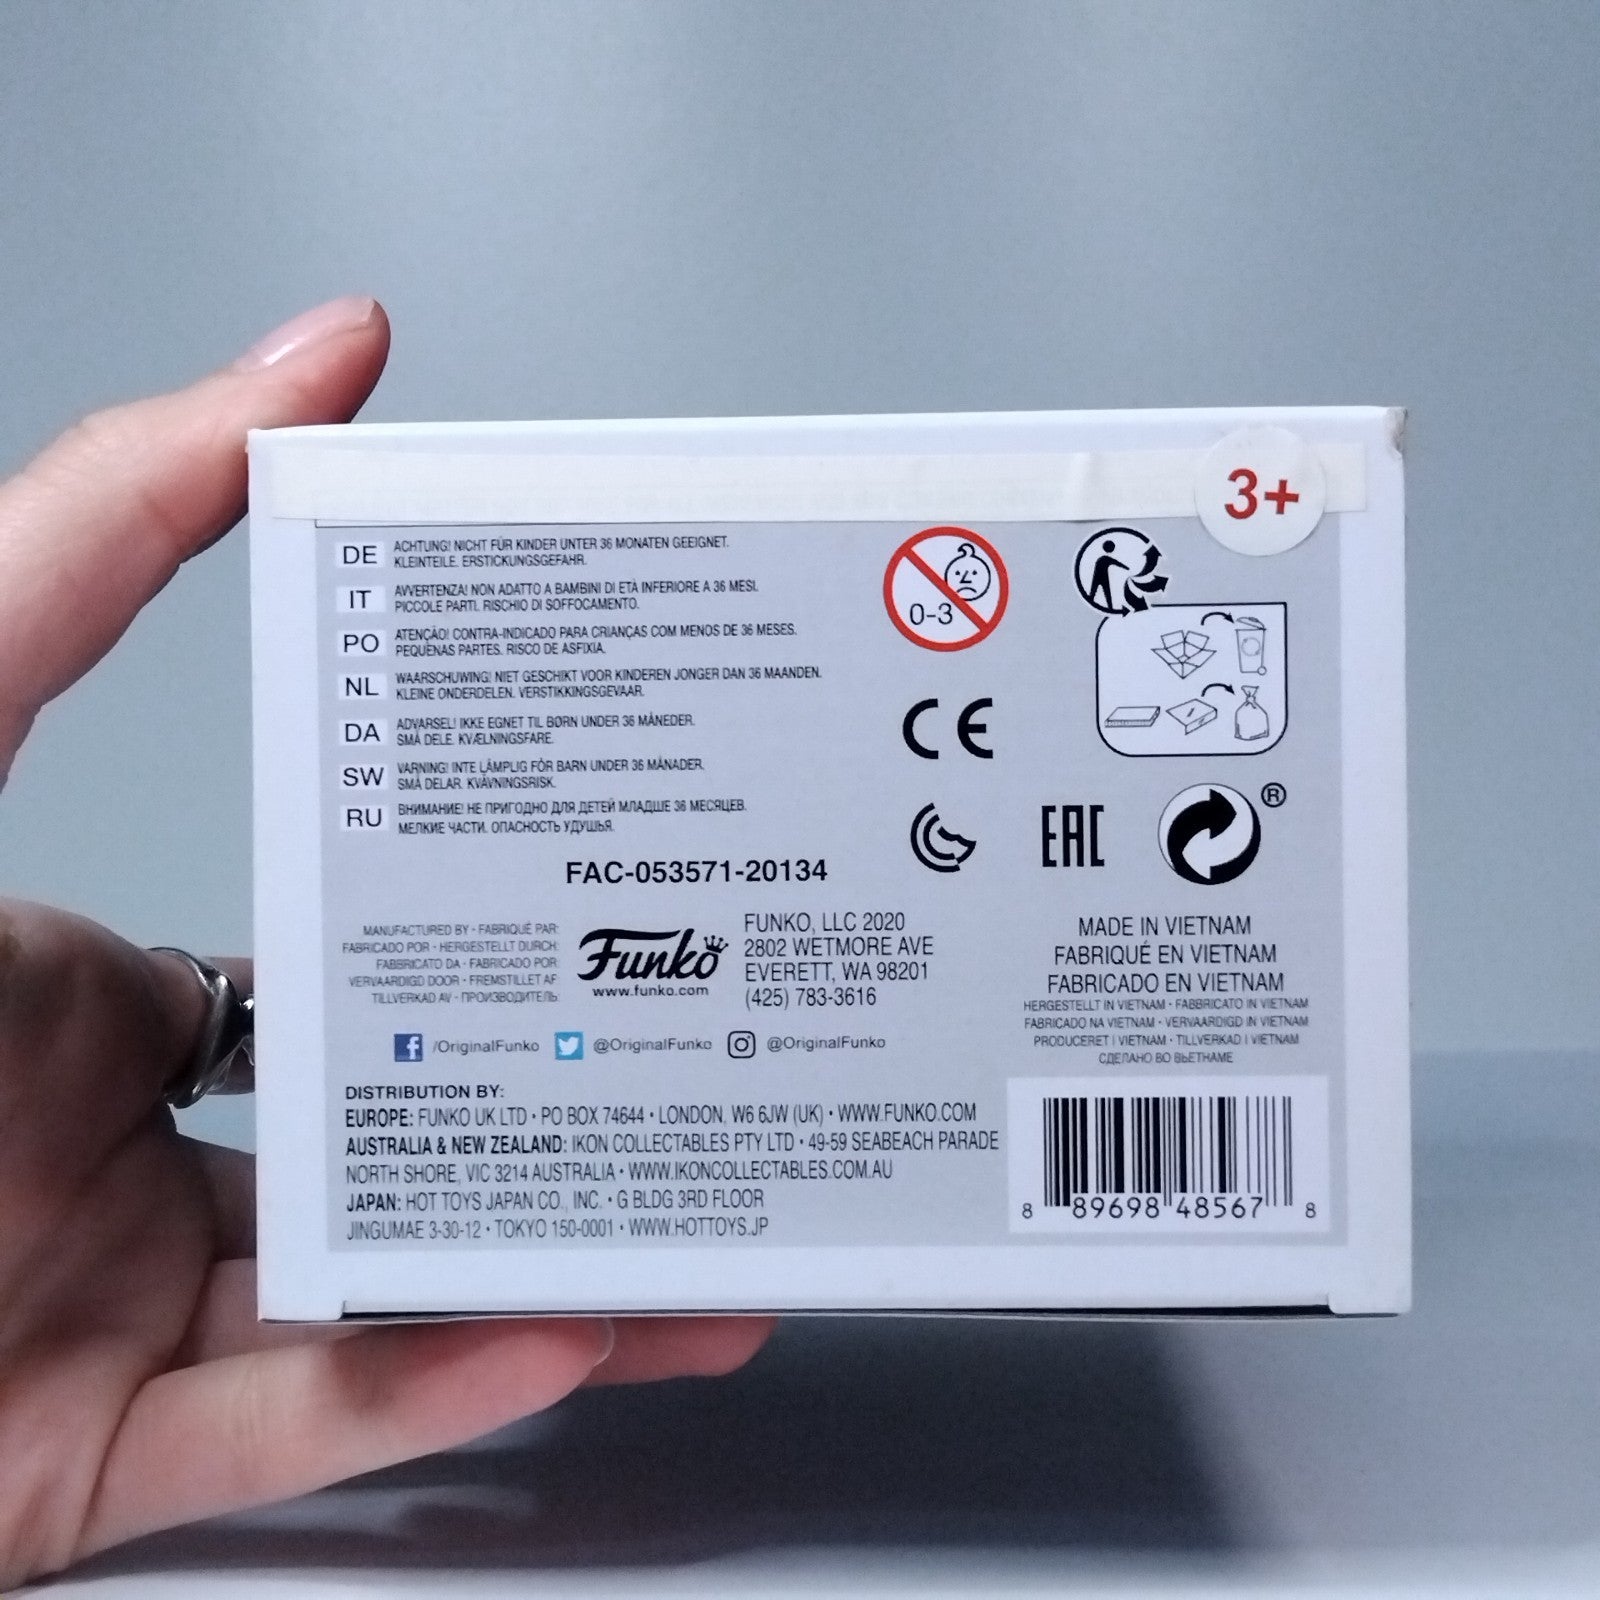 3+
DE ACHTUNG! NICHT FÜR KINDER UNTER 36 MONATEN GEEIGNET.
KLEINTEILE. ERSTICKUNGSGEFAHR.
IT AVVERTENZA! NON ADATTO A BAMBINI DI ETÀ INFERIORE A 36 MESI.
PICCOLE PARTI. RISCHIO DI SOFFOCAMENTO.
PO ATENÇÃO! CONTRA-INDICADO PARA CRIANÇAS COM MENOS DE 36 MESES.
PEQUENAS PARTES. RISCO DE ASFIXIA.
NL WAARSCHUWING! NIET GESCHIKT VOOR KINDEREN JONGER DAN 36 MAANDEN.
KLEINE ONDERDELEN. VERSTIKKINGSGEVAAR.
DA ADVARSEL! IKKE EGNET TIL BØRN UNDER 36 MÅNEDER.
SMÅ DELE. KVÆLNINGSFARE.
SW VARNING! INTE LÄMPLIG FÖR BARN UNDER 36 MÅNADER.
SMÅ DELAR. KVÄVNINGSRISK.
RU ВНИМАНИЕ! НЕ ПРИГОДНО ДЛЯ ДЕТЕЙ МЛАДШЕ 36 МЕСЯЦЕВ.
МЕЛКИЕ ЧАСТИ. ОПАСНОСТЬ УДУШЬЯ.
0-3
CE
EAC
®
FAC-053571-20134
MANUFACTURED BY • FABRIQUÉ PAR:
FABRICADO POR • HERGESTELLT DURCH:
FABBRICATO DA • FABRICADO POR:
VERVAARDIGD DOOR • FREMSTILLET AF
TILLVERKAD AV • ПРОИЗВОДИТЕЛЬ:
Funko
www.funko.com
FUNKO, LLC 2020
2802 WETMORE AVE
EVERETT, WA 98201
(425) 783-3616
MADE IN VIETNAM
FABRIQUÉ EN VIETNAM
FABRICADO EN VIETNAM
HERGESTELLT IN VIETNAM • FABBRICATO IN VIETNAM
FABRICADO NA VIETNAM • VERVAARDIGD IN VIETNAM
PRODUCERET I VIETNAM • TILLVERKAD I VIETNAM
СДЕЛАНО ВО ВЬЕТНАМЕ
/OriginalFunko @OriginalFunko @OriginalFunko
DISTRIBUTION BY:
EUROPE: FUNKO UK LTD • PO BOX 74644 • LONDON, W6 6JW (UK) • WWW.FUNKO.COM
AUSTRALIA & NEW ZEALAND: IKON COLLECTABLES PTY LTD • 49-59 SEABEACH PARADE
NORTH SHORE, VIC 3214 AUSTRALIA • WWW.IKONCOLLECTABLES.COM.AU
JAPAN: HOT TOYS JAPAN CO., INC. • G BLDG 3RD FLOOR
JINGUMAE 3-30-12 • TOKYO 150-0001 • WWW.HOTTOYS.JP
8 89698 48567 8